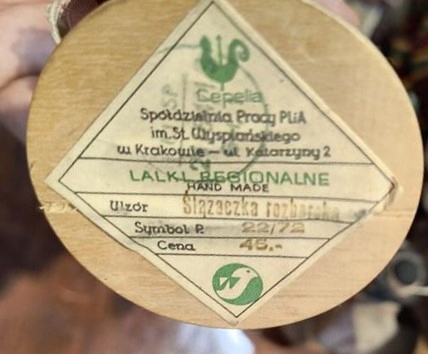 Cepelia
Spółdzielnia Pracy PLiA
im. St. Wyspiańskiego
w Krakowie – ul. Katarzyny 2
LALKI REGIONALNE
HAND MADE
Wzór Ślązaczka rozbarska
Symbol P. 22/72
Cena 45.-
W